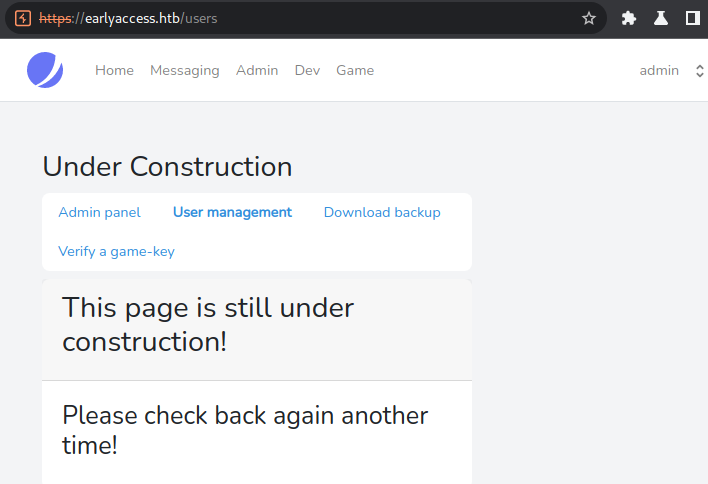 https://earlyaccess.htb/users
Home Messaging Admin Dev Game admin
Under Construction
Admin panel User management Download backup
Verify a game-key
This page is still under
construction!
Please check back again another
time!